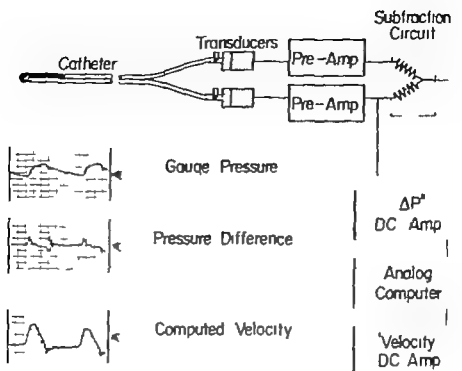 Subtraction
Circuit
Transducers
Catheter
Pre-Amp
Pre-Amp
Gauge Pressure
ΔP"
DC Amp
Pressure Difference
Analog
Computer
Computed Velocity
'Velocity
DC Amp